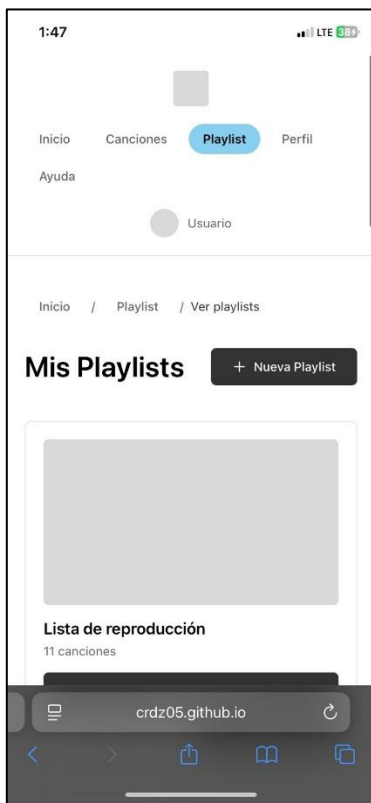 1:47 LTE 38
Inicio Canciones Playlist Perfil
Ayuda
Usuario
Inicio / Playlist / Ver playlists
Mis Playlists + Nueva Playlist
Lista de reproducción
11 canciones
crdz05.github.io